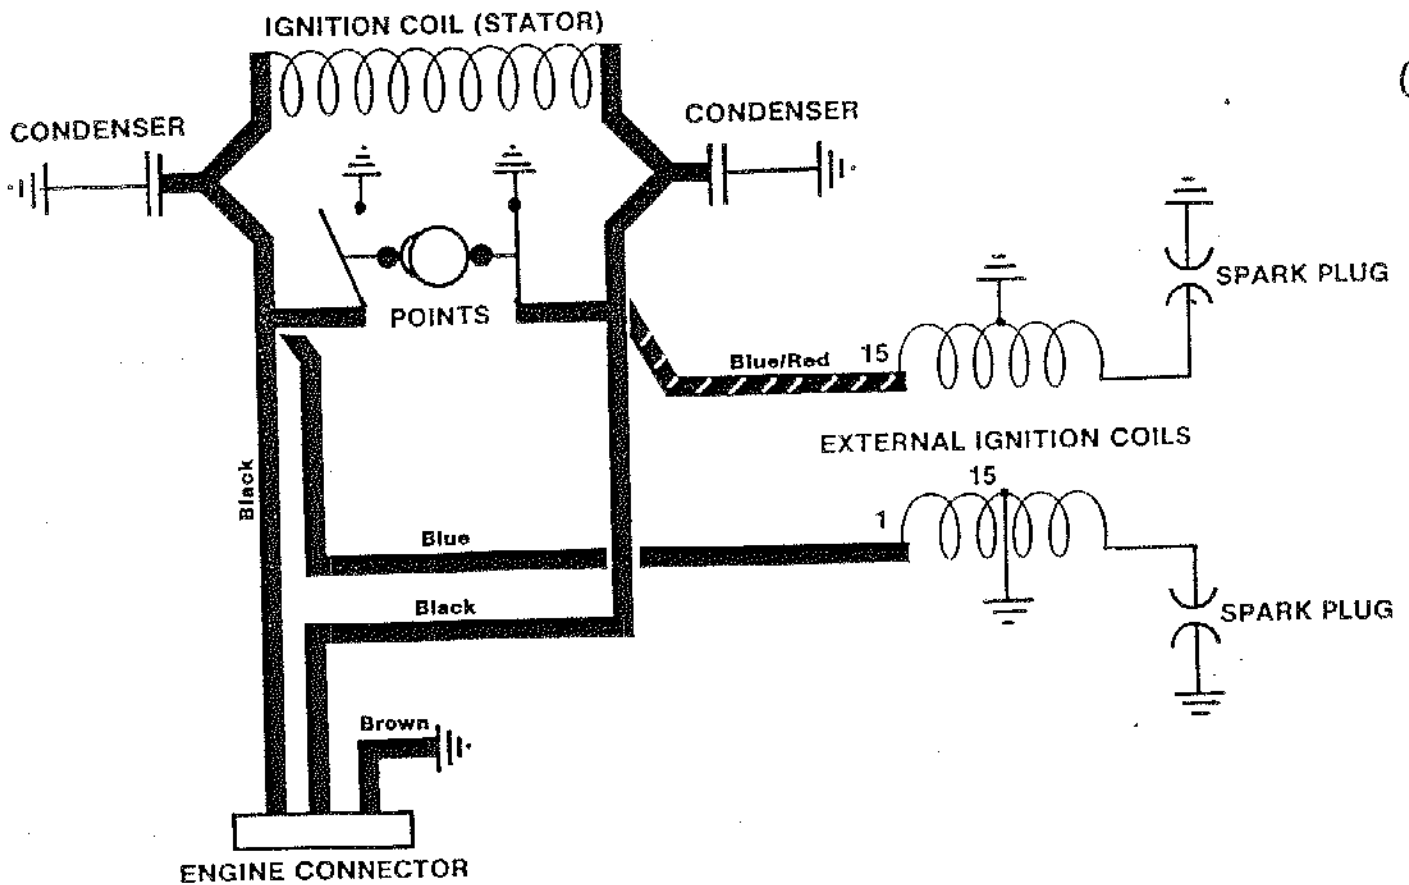 IGNITION COIL (STATOR)
CONDENSER
CONDENSER
SPARK PLUG
POINTS
Blue/Red
15
EXTERNAL IGNITION COILS
15
Black
1
Blue
Black
SPARK PLUG
Brown
ENGINE CONNECTOR